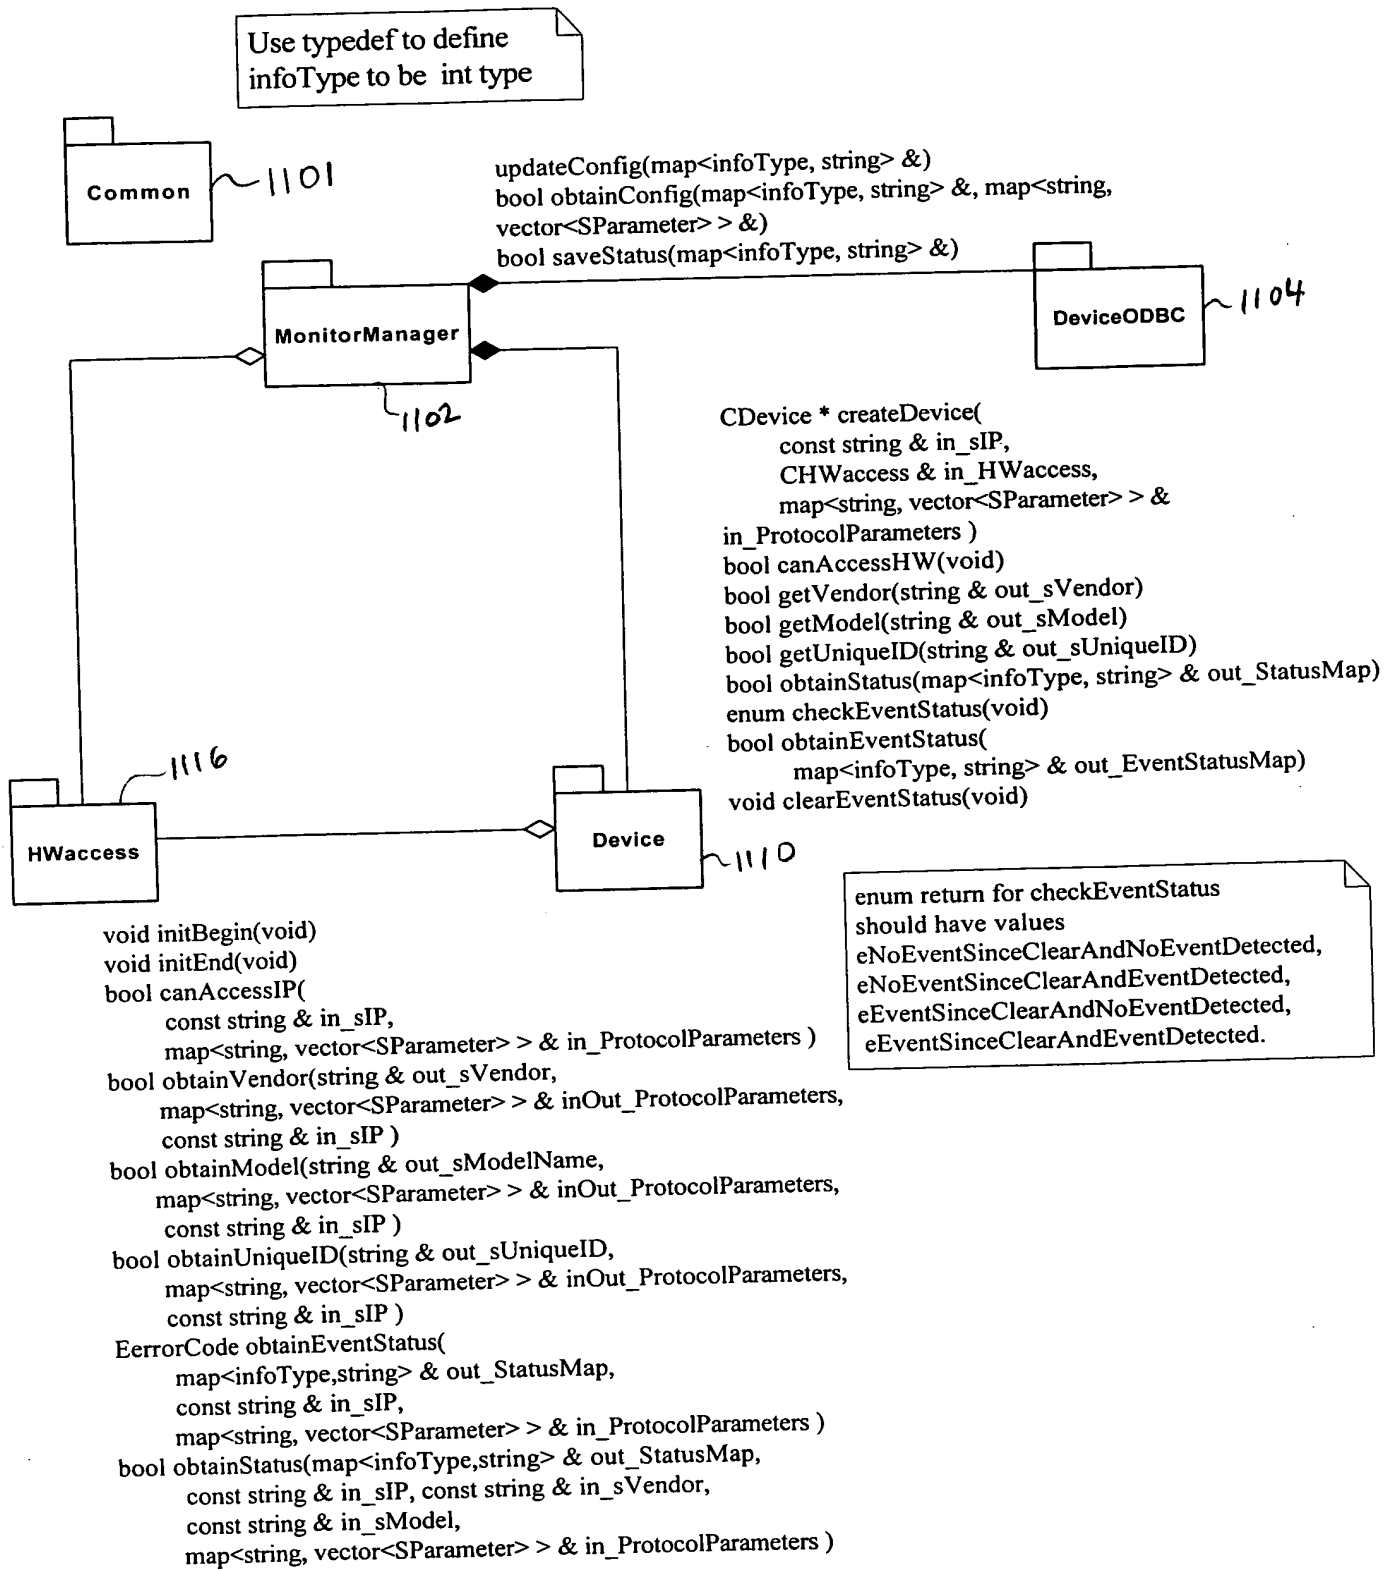 Use typedef to define
infoType to be int type
Common
1101
updateConfig(map<infoType, string> &)
bool obtainConfig(map<infoType, string> &, map<string,
vector<SParameter> > &)
bool saveStatus(map<infoType, string> &)
MonitorManager
1102
DeviceODBC
1104
CDevice * createDevice(
const string & in_sIP,
CHWaccess & in_HWaccess,
map<string, vector<SParameter> > &
in_ProtocolParameters )
bool canAccessHW(void)
bool getVendor(string & out_sVendor)
bool getModel(string & out_sModel)
bool getUniqueID(string & out_sUniqueID)
bool obtainStatus(map<infoType, string> & out_StatusMap)
enum checkEventStatus(void)
bool obtainEventStatus(
map<infoType, string> & out_EventStatusMap)
void clearEventStatus(void)
1116
HWaccess
Device
1110
enum return for checkEventStatus
should have values
eNoEventSinceClearAndNoEventDetected,
eNoEventSinceClearAndEventDetected,
eEventSinceClearAndNoEventDetected,
eEventSinceClearAndEventDetected.
void initBegin(void)
void initEnd(void)
bool canAccessIP(
const string & in_sIP,
map<string, vector<SParameter> > & in_ProtocolParameters )
bool obtainVendor(string & out_sVendor,
map<string, vector<SParameter> > & inOut_ProtocolParameters,
const string & in_sIP )
bool obtainModel(string & out_sModelName,
map<string, vector<SParameter> > & inOut_ProtocolParameters,
const string & in_sIP )
bool obtainUniqueID(string & out_sUniqueID,
map<string, vector<SParameter> > & inOut_ProtocolParameters,
const string & in_sIP )
EerrorCode obtainEventStatus(
map<infoType,string> & out_StatusMap,
const string & in_sIP,
map<string, vector<SParameter> > & in_ProtocolParameters )
bool obtainStatus(map<infoType,string> & out_StatusMap,
const string & in_sIP, const string & in_sVendor,
const string & in_sModel,
map<string, vector<SParameter> > & in_ProtocolParameters )